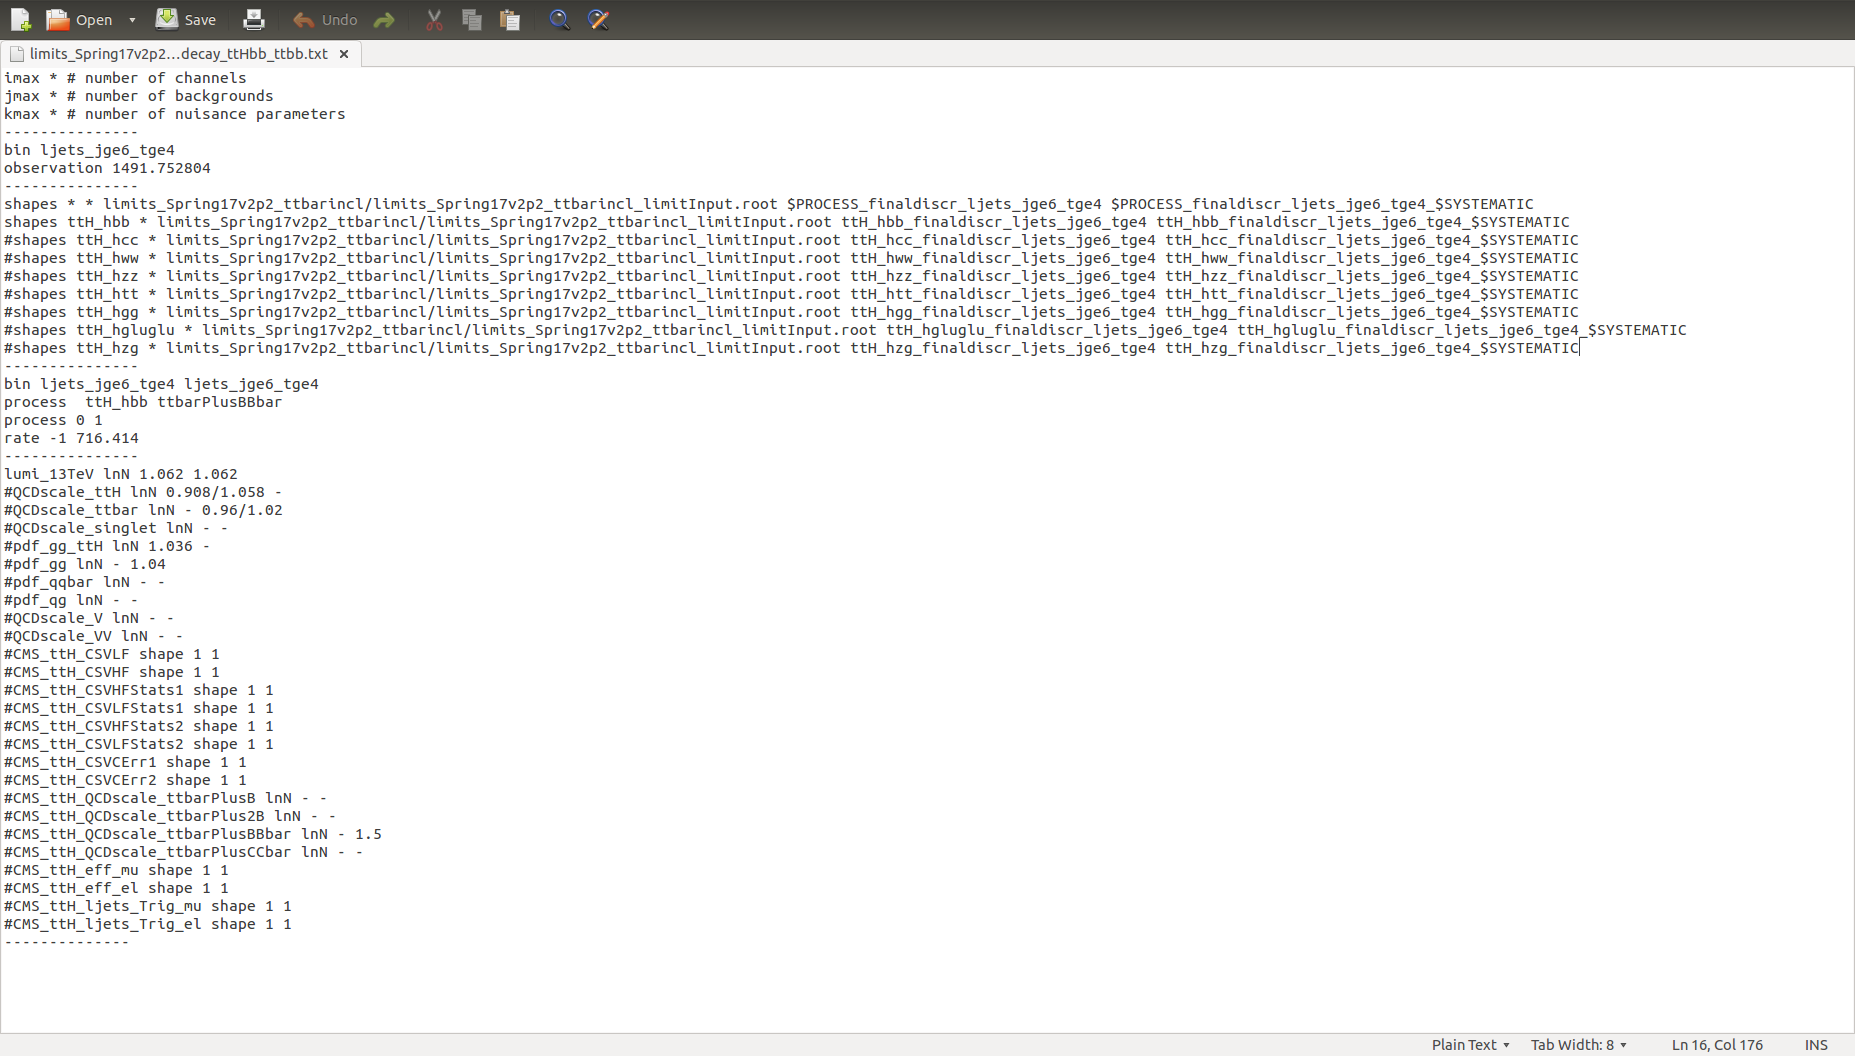 Open Save Undo
limits_Spring17v2p2...decay_ttHbb_ttbb.txt ×
imax * # number of channels
jmax * # number of backgrounds
kmax * # number of nuisance parameters
---------------
bin ljets_jge6_tge4
observation 1491.752804
---------------
shapes * * limits_Spring17v2p2_ttbarincl/limits_Spring17v2p2_ttbarincl_limitInput.root $PROCESS_finaldiscr_ljets_jge6_tge4 $PROCESS_finaldiscr_ljets_jge6_tge4_$SYSTEMATIC
shapes ttH_hbb * limits_Spring17v2p2_ttbarincl/limits_Spring17v2p2_ttbarincl_limitInput.root ttH_hbb_finaldiscr_ljets_jge6_tge4 ttH_hbb_finaldiscr_ljets_jge6_tge4_$SYSTEMATIC
#shapes ttH_hcc * limits_Spring17v2p2_ttbarincl/limits_Spring17v2p2_ttbarincl_limitInput.root ttH_hcc_finaldiscr_ljets_jge6_tge4 ttH_hcc_finaldiscr_ljets_jge6_tge4_$SYSTEMATIC
#shapes ttH_hww * limits_Spring17v2p2_ttbarincl/limits_Spring17v2p2_ttbarincl_limitInput.root ttH_hww_finaldiscr_ljets_jge6_tge4 ttH_hww_finaldiscr_ljets_jge6_tge4_$SYSTEMATIC
#shapes ttH_hzz * limits_Spring17v2p2_ttbarincl/limits_Spring17v2p2_ttbarincl_limitInput.root ttH_hzz_finaldiscr_ljets_jge6_tge4 ttH_hzz_finaldiscr_ljets_jge6_tge4_$SYSTEMATIC
#shapes ttH_htt * limits_Spring17v2p2_ttbarincl/limits_Spring17v2p2_ttbarincl_limitInput.root ttH_htt_finaldiscr_ljets_jge6_tge4 ttH_htt_finaldiscr_ljets_jge6_tge4_$SYSTEMATIC
#shapes ttH_hgg * limits_Spring17v2p2_ttbarincl/limits_Spring17v2p2_ttbarincl_limitInput.root ttH_hgg_finaldiscr_ljets_jge6_tge4 ttH_hgg_finaldiscr_ljets_jge6_tge4_$SYSTEMATIC
#shapes ttH_hgluglu * limits_Spring17v2p2_ttbarincl/limits_Spring17v2p2_ttbarincl_limitInput.root ttH_hgluglu_finaldiscr_ljets_jge6_tge4 ttH_hgluglu_finaldiscr_ljets_jge6_tge4_$SYSTEMATIC
#shapes ttH_hzg * limits_Spring17v2p2_ttbarincl/limits_Spring17v2p2_ttbarincl_limitInput.root ttH_hzg_finaldiscr_ljets_jge6_tge4 ttH_hzg_finaldiscr_ljets_jge6_tge4_$SYSTEMATIC
---------------
bin ljets_jge6_tge4 ljets_jge6_tge4
process  ttH_hbb ttbarPlusBBbar
process 0 1
rate -1 716.414
---------------
lumi_13TeV lnN 1.062 1.062
#QCDscale_ttH lnN 0.908/1.058 -
#QCDscale_ttbar lnN - 0.96/1.02
#QCDscale_singlet lnN - -
#pdf_gg_ttH lnN 1.036 -
#pdf_gg lnN - 1.04
#pdf_qqbar lnN - -
#pdf_qg lnN - -
#QCDscale_V lnN - -
#QCDscale_VV lnN - -
#CMS_ttH_CSVLF shape 1 1
#CMS_ttH_CSVHF shape 1 1
#CMS_ttH_CSVHFStats1 shape 1 1
#CMS_ttH_CSVLFStats1 shape 1 1
#CMS_ttH_CSVHFStats2 shape 1 1
#CMS_ttH_CSVLFStats2 shape 1 1
#CMS_ttH_CSVCErr1 shape 1 1
#CMS_ttH_CSVCErr2 shape 1 1
#CMS_ttH_QCDscale_ttbarPlusB lnN - -
#CMS_ttH_QCDscale_ttbarPlus2B lnN - -
#CMS_ttH_QCDscale_ttbarPlusBBbar lnN - 1.5
#CMS_ttH_QCDscale_ttbarPlusCCbar lnN - -
#CMS_ttH_eff_mu shape 1 1
#CMS_ttH_eff_el shape 1 1
#CMS_ttH_ljets_Trig_mu shape 1 1
#CMS_ttH_ljets_Trig_el shape 1 1
--------------
Plain Text Tab Width: 8 Ln 16, Col 176 INS